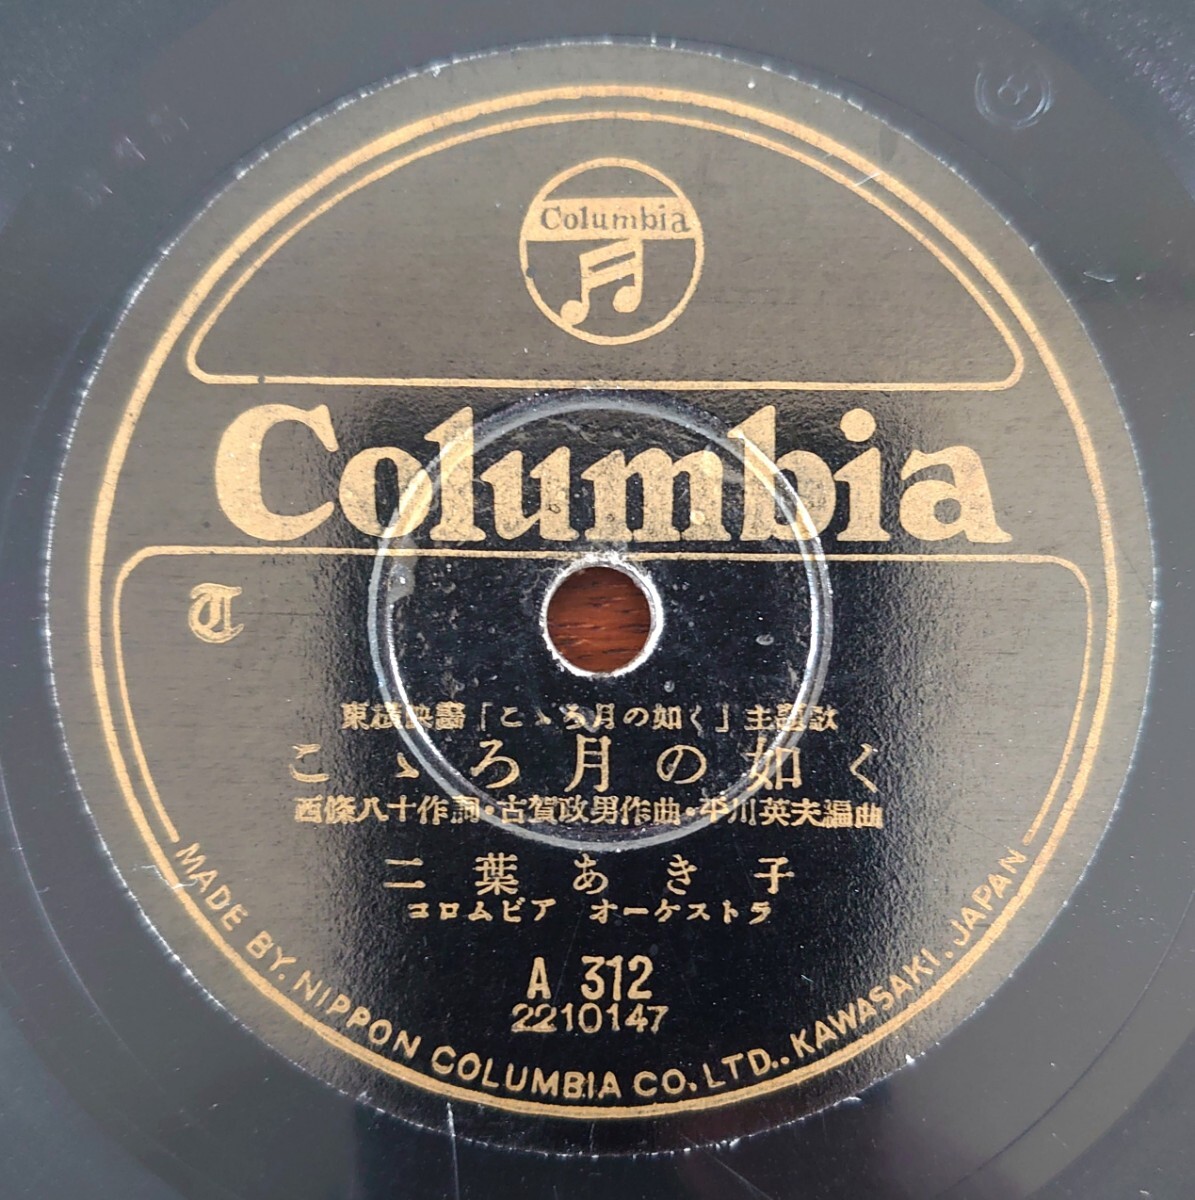 Columbia
Columbia
T
東横映畫「こゝろ月の如く」主題歌
こゝろ月の如く
西條八十作詞・古賀政男作曲・平川英夫編曲
二葉あき子
コロムビア オーケストラ
A 312
2210147
MADE BY. NIPPON COLUMBIA CO. LTD., KAWASAKI. JAPAN